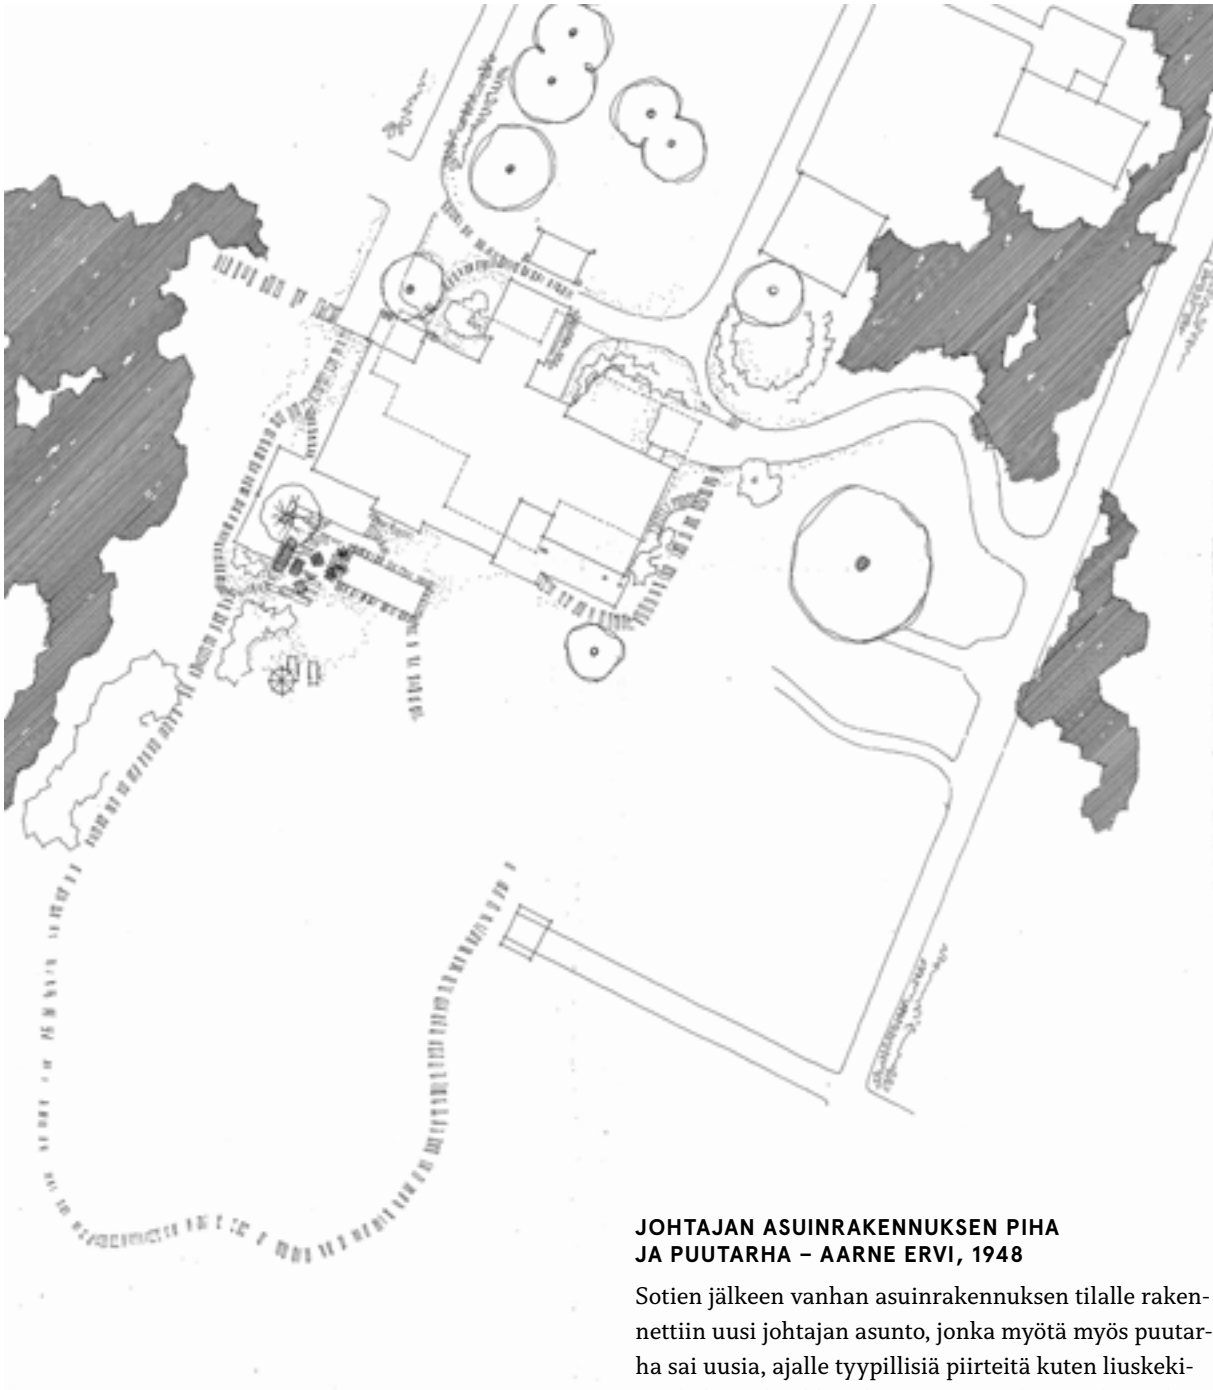 JOHTAJAN ASUINRAKENNUKSEN PIHA
JA PUUTARHA – AARNE ERVI, 1948
Sotien jälkeen vanhan asuinrakennuksen tilalle raken-
nettiin uusi johtajan asunto, jonka myötä myös puutar-
ha sai uusia, ajalle tyypillisiä piirteitä kuten liuskeki-